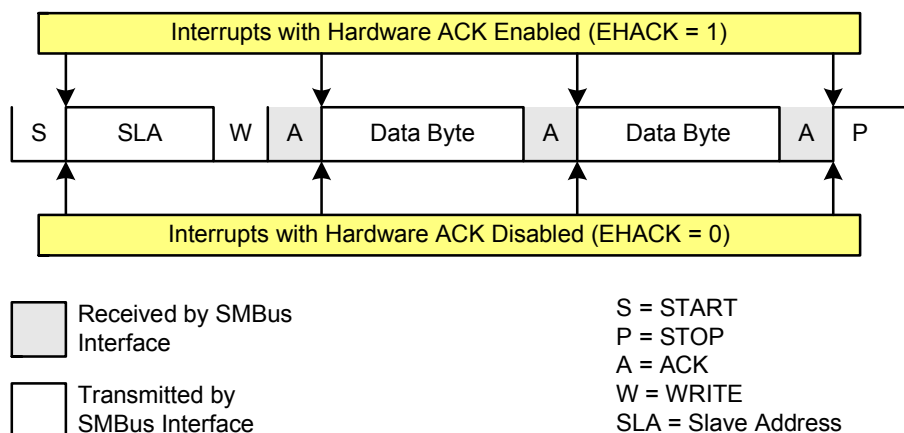 Interrupts with Hardware ACK Enabled (EHACK = 1)
S SLA W A Data Byte A Data Byte A P
Interrupts with Hardware ACK Disabled (EHACK = 0)
Received by SMBus
Interface
Transmitted by
SMBus Interface
S = START
P = STOP
A = ACK
W = WRITE
SLA = Slave Address